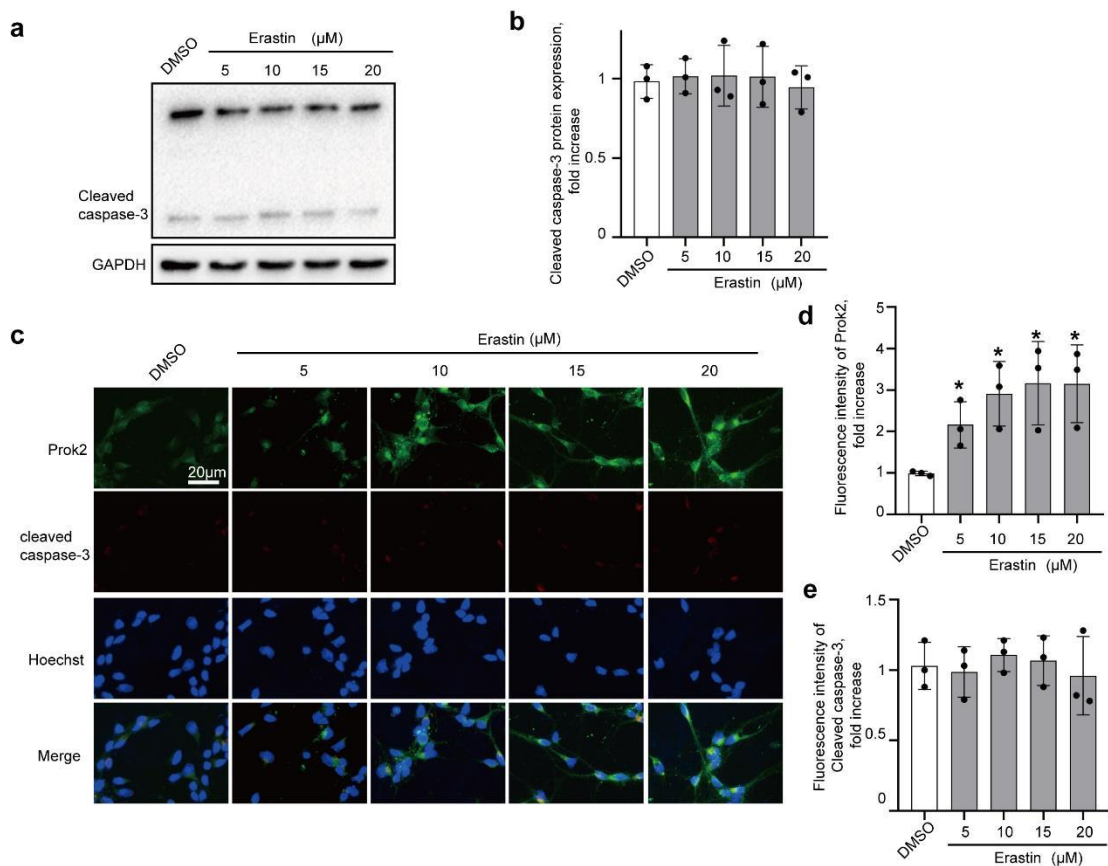 a
DMSO
Erastin (μM)
5 10 15 20
Cleaved
caspase-3
GAPDH
b
Cleaved caspase-3 protein expression,
fold increase
1
0.5
0
DMSO
5 10 15 20
Erastin (μM)
c
DMSO
Erastin (μM)
5 10 15 20
Prok2
20μm
cleaved
caspase-3
Hoechst
Merge
d
Fluorescence intensity of Prok2,
fold increase
5
4
3
2
1
0
* * * *
DMSO
5 10 15 20
Erastin (μM)
e
Fluorescence intensity of
Cleaved caspase-3,
fold increase
1.5
1.0
0.5
0
DMSO
5 10 15 20
Erastin (μM)